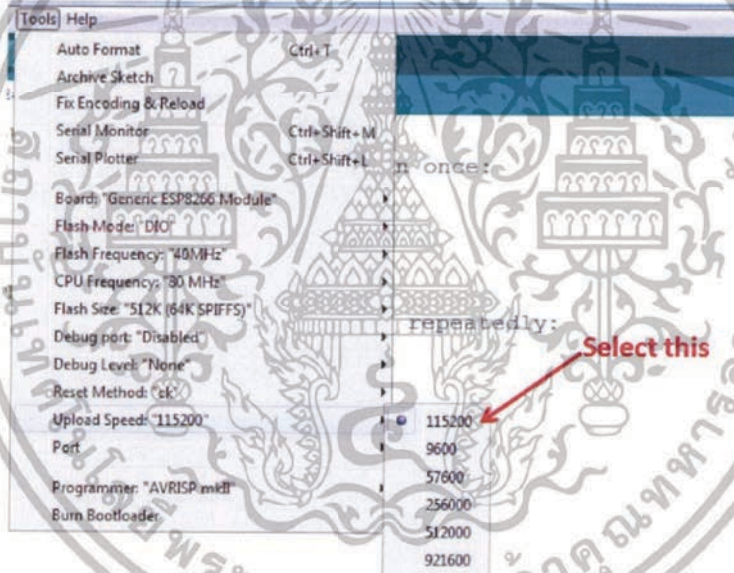 Tools Help
Auto Format Ctrl+T
Archive Sketch
Fix Encoding & Reload
Serial Monitor Ctrl+Shift+M
Serial Plotter Ctrl+Shift+L
n once:
Board: "Generic ESP8266 Module"
Flash Mode: "DIO"
Flash Frequency: "40MHz"
CPU Frequency: "80 MHz"
Flash Size: "512K (64K SPIFFS)"
repeatedly:
Debug port: "Disabled"
Select this
Debug Level: "None"
Reset Method: "ck"
Upload Speed: "115200"
115200
Port
9600
57600
Programmer: "AVRISP mkII"
256000
Burn Bootloader
512000
921600